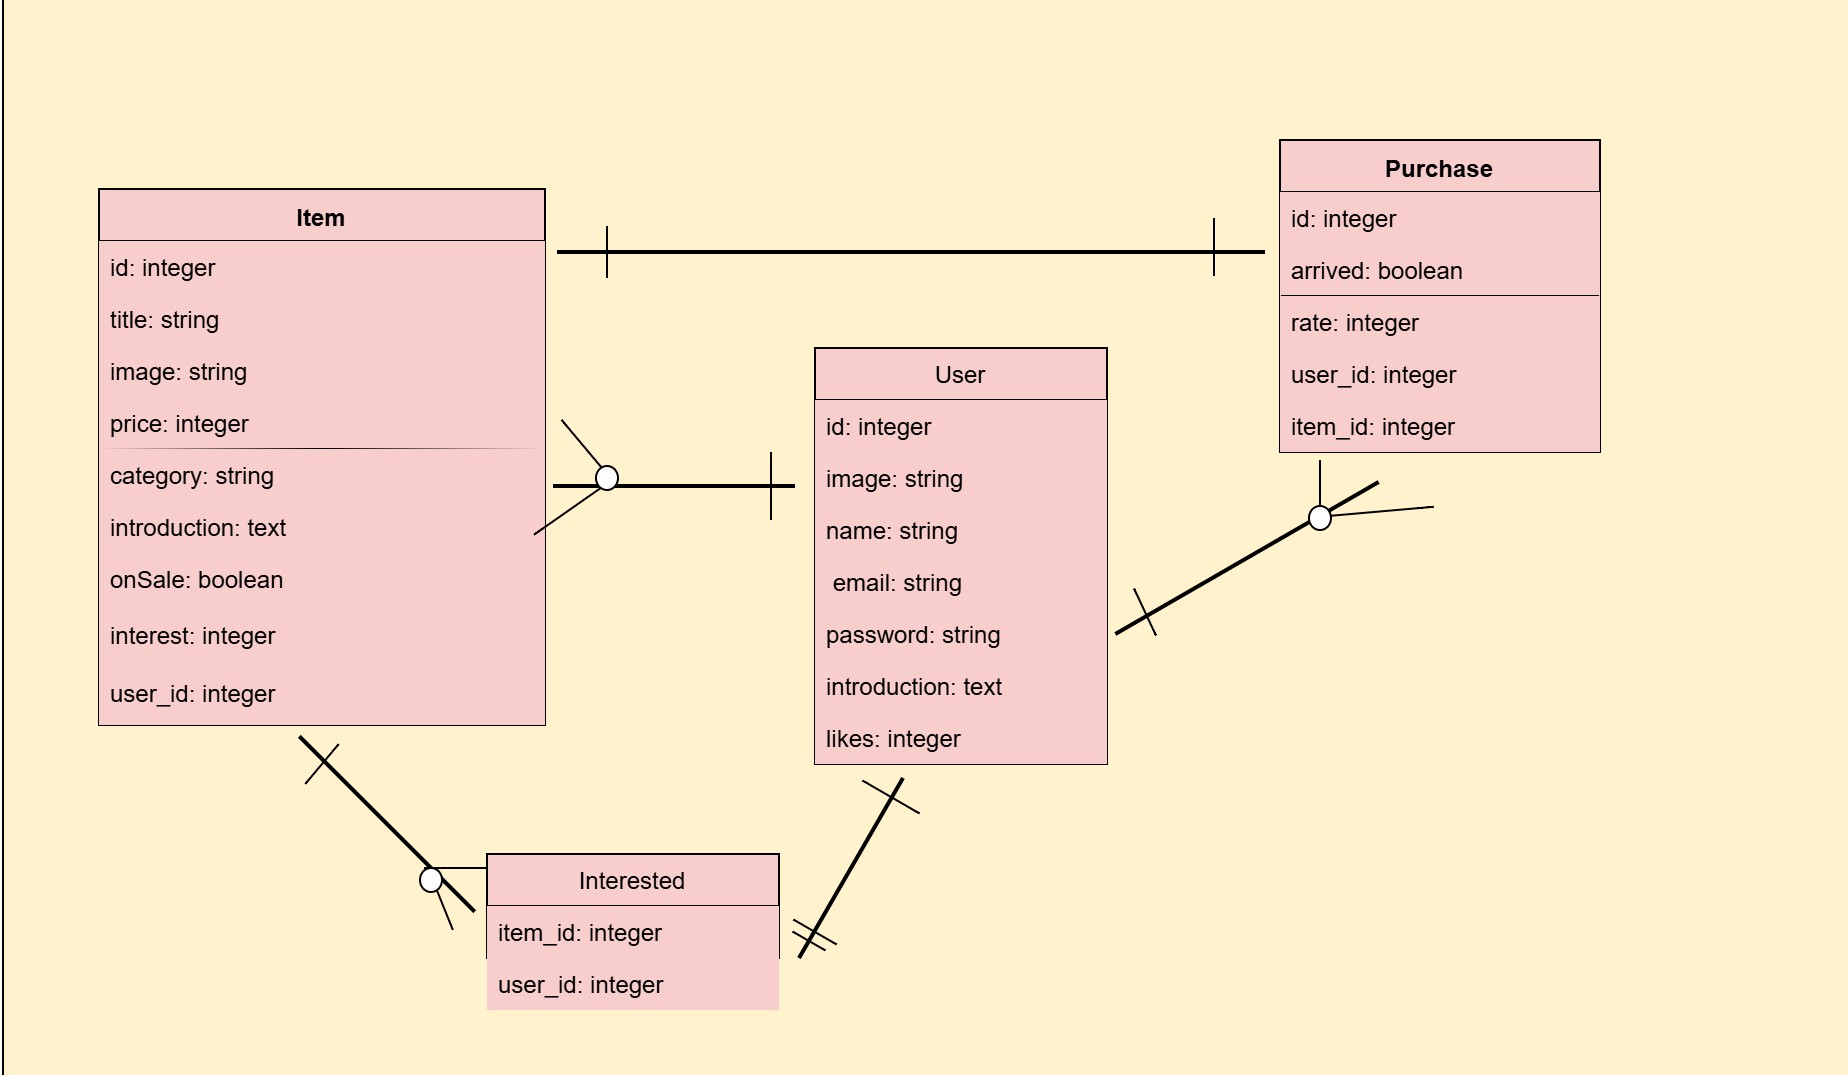 Item
id: integer
title: string
image: string
price: integer
category: string
introduction: text
onSale: boolean
interest: integer
user_id: integer
User
id: integer
image: string
name: string
email: string
password: string
introduction: text
likes: integer
Purchase
id: integer
arrived: boolean
rate: integer
user_id: integer
item_id: integer
Interested
item_id: integer
user_id: integer